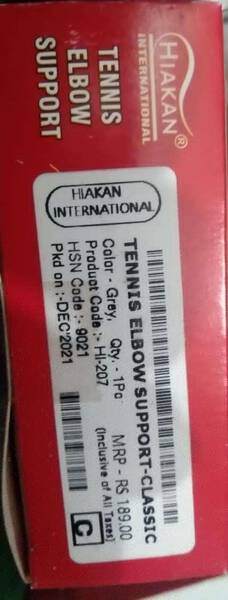 HIAKAN®
INTERNATIONAL
TENNIS
ELBOW
SUPPORT
HIAKAN
INTERNATIONAL
TENNIS ELBOW SUPPORT-CLASSIC
Color - Grey, Qty. - 1Pc
Product Code :- HI-207
MRP - RS 189.00
HSN Code :- 9021
(Inclusive of All Taxes)
Pkd on :-DEC'2021
C